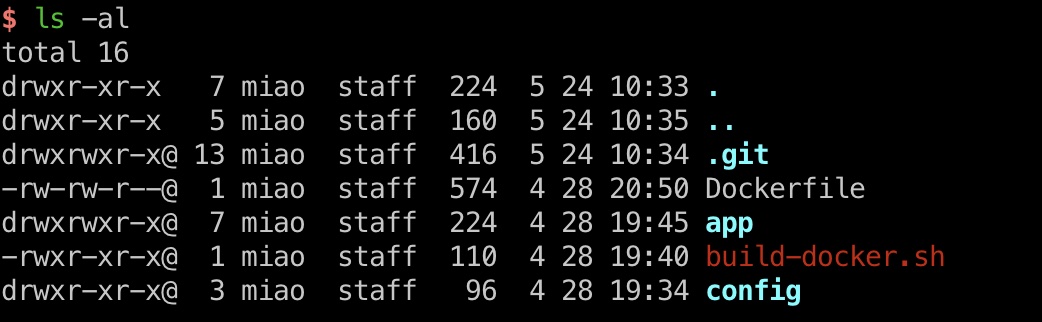 $ ls -al
total 16
drwxr-xr-x   7 miao  staff  224  5 24 10:33 .
drwxr-xr-x   5 miao  staff  160  5 24 10:35 ..
drwxrwxr-x@ 13 miao  staff  416  5 24 10:34 .git
-rw-rw-r--@  1 miao  staff  574  4 28 20:50 Dockerfile
drwxrwxr-x@  7 miao  staff  224  4 28 19:45 app
-rwxr-xr-x@  1 miao  staff  110  4 28 19:40 build-docker.sh
drwxr-xr-x@  3 miao  staff   96  4 28 19:34 config